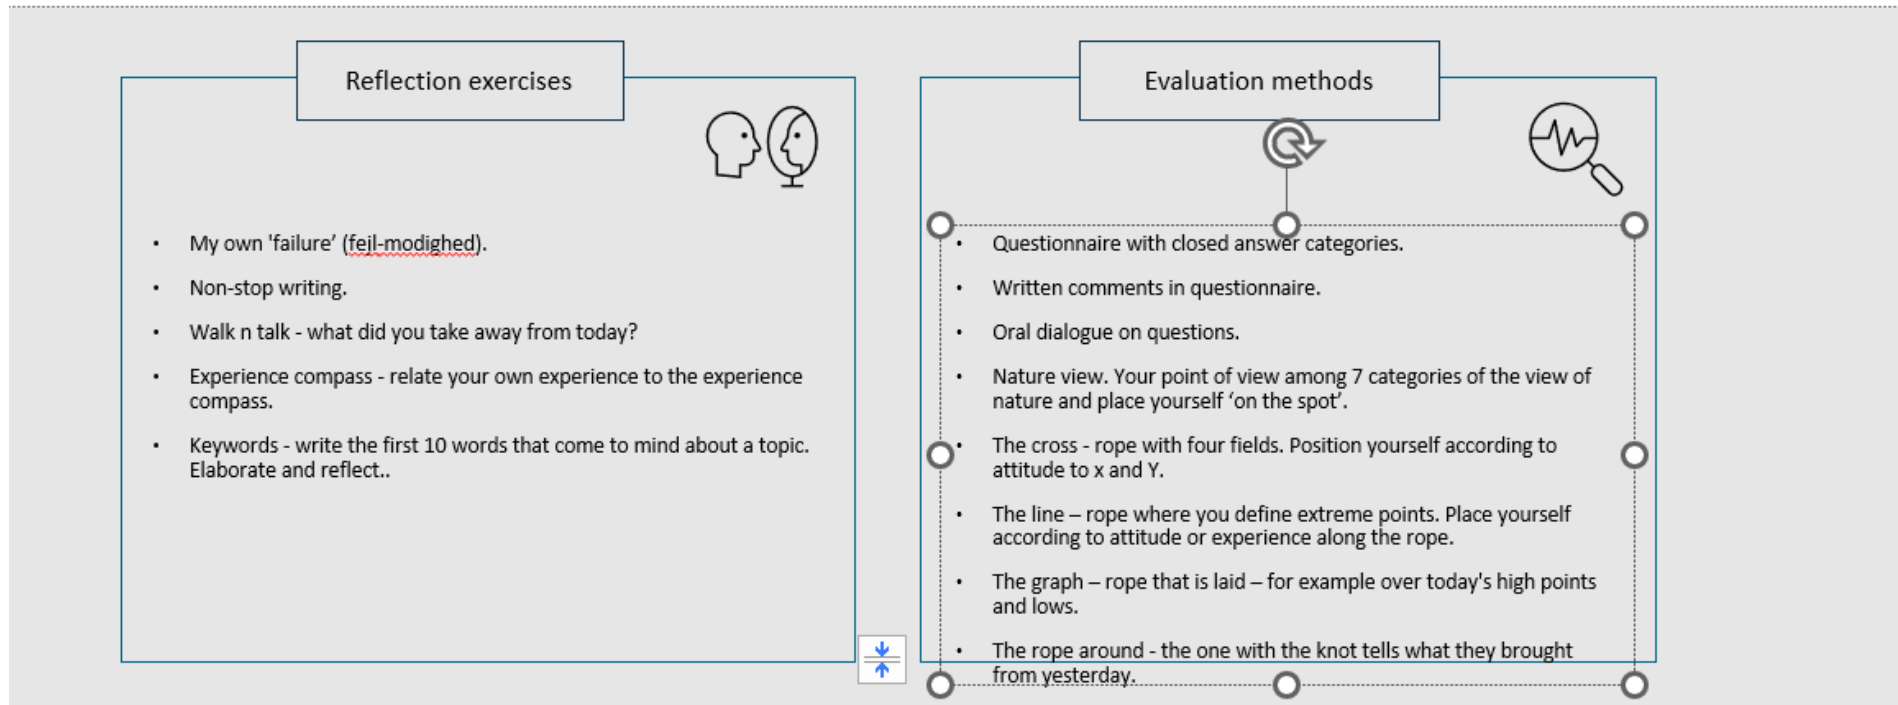 Reflection exercises
• My own 'failure’ (fejl-modighed).
• Non-stop writing.
• Walk n talk - what did you take away from today?
• Experience compass - relate your own experience to the experience
compass.
• Keywords - write the first 10 words that come to mind about a topic.
Elaborate and reflect..
Evaluation methods
• Questionnaire with closed answer categories.
• Written comments in questionnaire.
• Oral dialogue on questions.
• Nature view. Your point of view among 7 categories of the view of
nature and place yourself ‘on the spot’.
• The cross - rope with four fields. Position yourself according to
attitude to x and Y.
• The line – rope where you define extreme points. Place yourself
according to attitude or experience along the rope.
• The graph – rope that is laid – for example over today's high points
and lows.
• The rope around - the one with the knot tells what they brought
from yesterday.